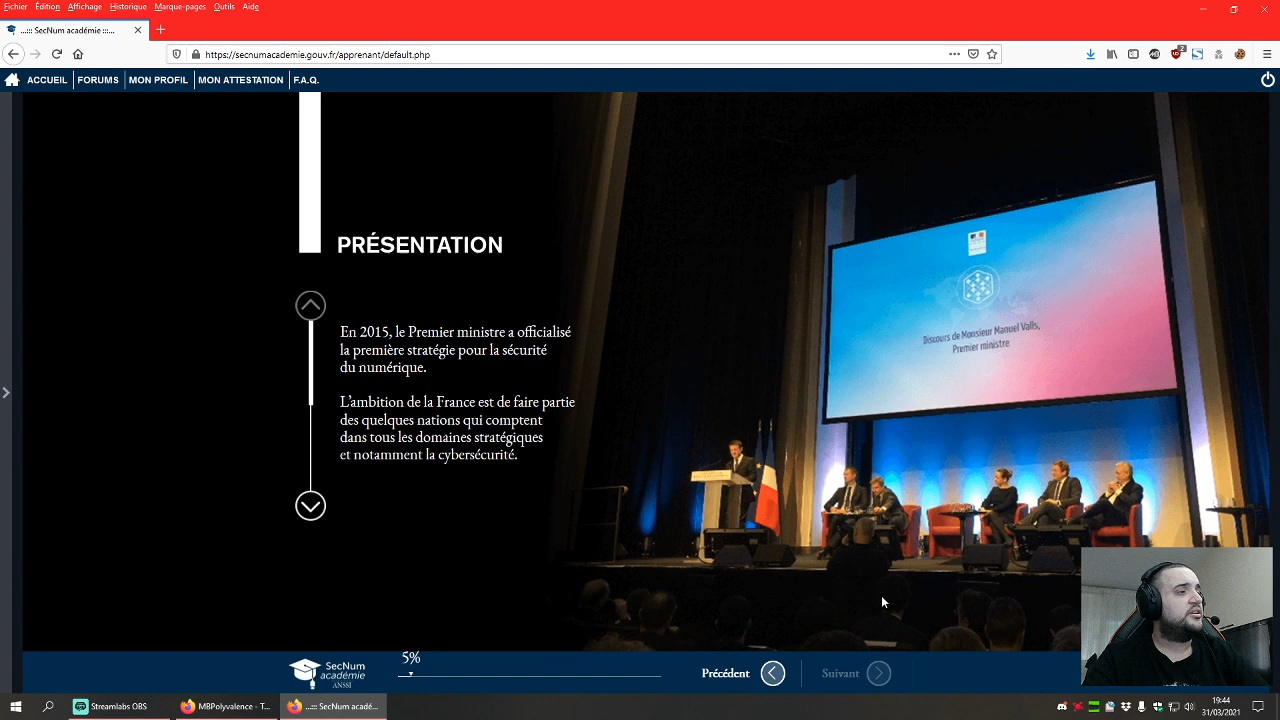 Fichier Édition Affichage Historique Marque-pages Outils Aide
..::: SecNum académie :::...
https://secnumacademie.gouv.fr/apprenant/default.php
2
ACCUEIL FORUMS MON PROFIL MON ATTESTATION F.A.Q.
PRÉSENTATION
En 2015, le Premier ministre a officialisé
la première stratégie pour la sécurité
du numérique.
L'ambition de la France est de faire partie
des quelques nations qui comptent
dans tous les domaines stratégiques
et notamment la cybersécurité.
Discours de Monsieur Manuel Valls,
Premier ministre
5%
SecNum
académie
ANSSI
Précédent
Suivant
Streamlabs OBS
MBPolyvalence - T...
..::: SecNum acadé...
19:44
31/03/2021